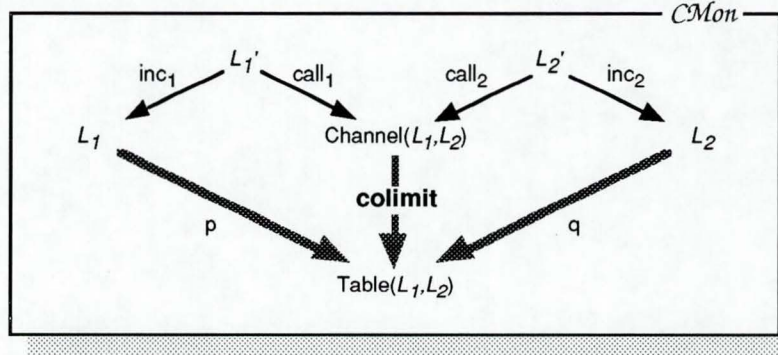 CMon
L₁' L₂'
inc₁ call₁ call₂ inc₂
L₁ Channel(L₁,L₂) L₂
colimit
p q
Table(L₁,L₂)